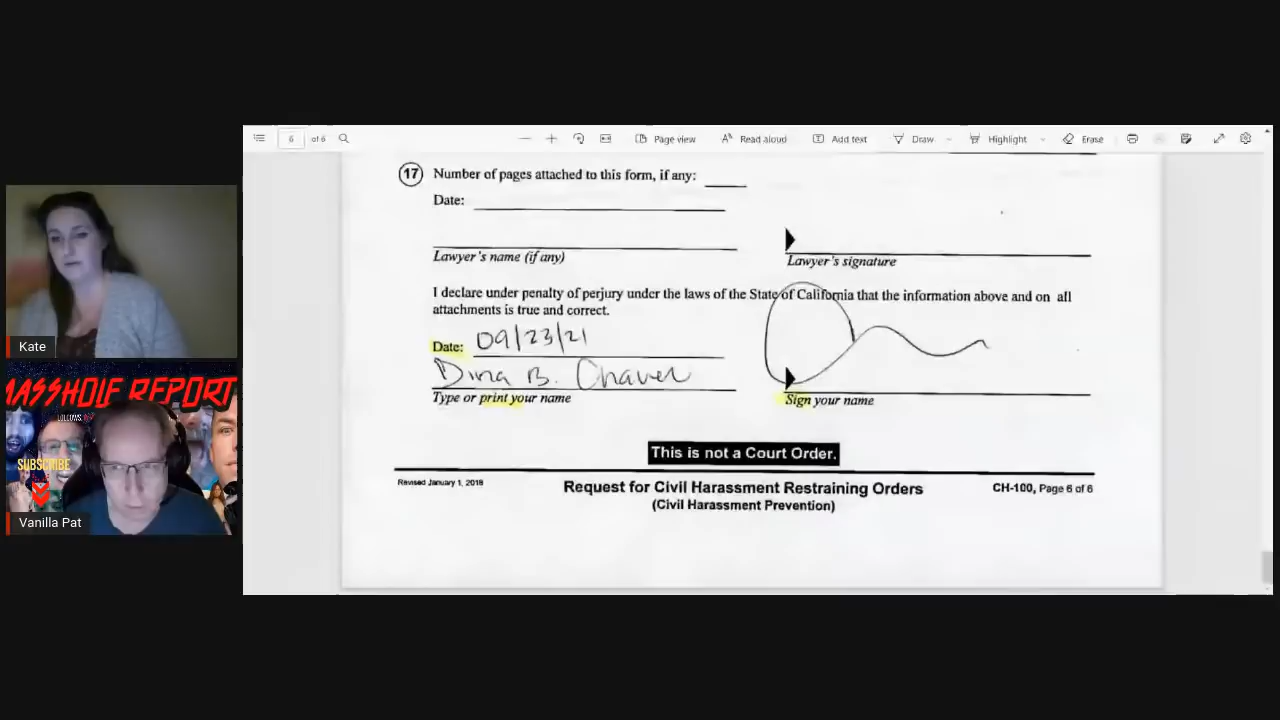 6 of 6 Page view Read aloud Add text Draw Highlight Erase
17 Number of pages attached to this form, if any:
Date:
Lawyer's name (if any)
Lawyer's signature
I declare under penalty of perjury under the laws of the State of California that the information above and on all
attachments is true and correct.
Date: 09/23/21
Dina B. Chavez
Type or print your name
Sign your name
This is not a Court Order.
Revised January 1, 2018
Request for Civil Harassment Restraining Orders
(Civil Harassment Prevention)
CH-100, Page 6 of 6
Kate
MASSHOLE REPORT
LOLCOWS
SUBSCRIBE
Vanilla Pat